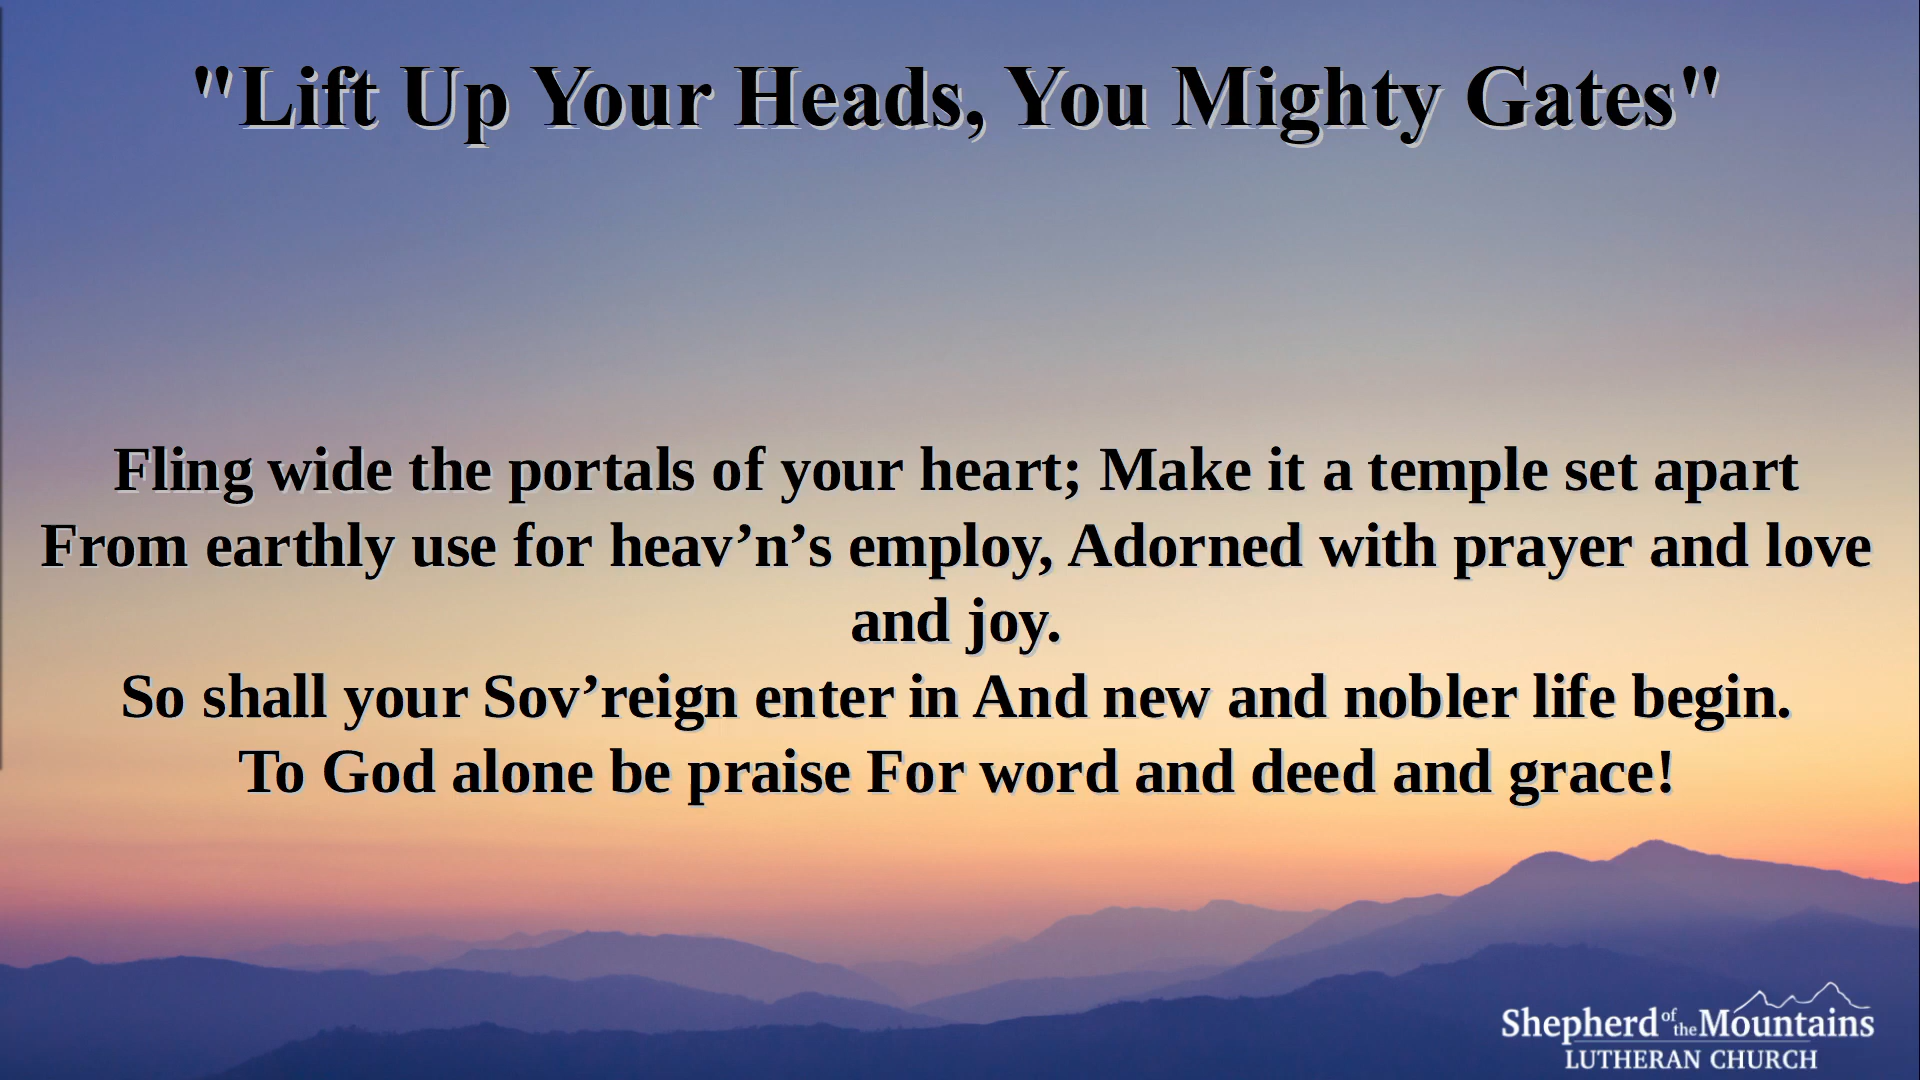 "Lift Up Your Heads, You Mighty Gates"
Fling wide the portals of your heart; Make it a temple set apart
From earthly use for heav’n’s employ, Adorned with prayer and love
and joy.
So shall your Sov’reign enter in And new and nobler life begin.
To God alone be praise For word and deed and grace!
Shepherd of the Mountains
LUTHERAN CHURCH